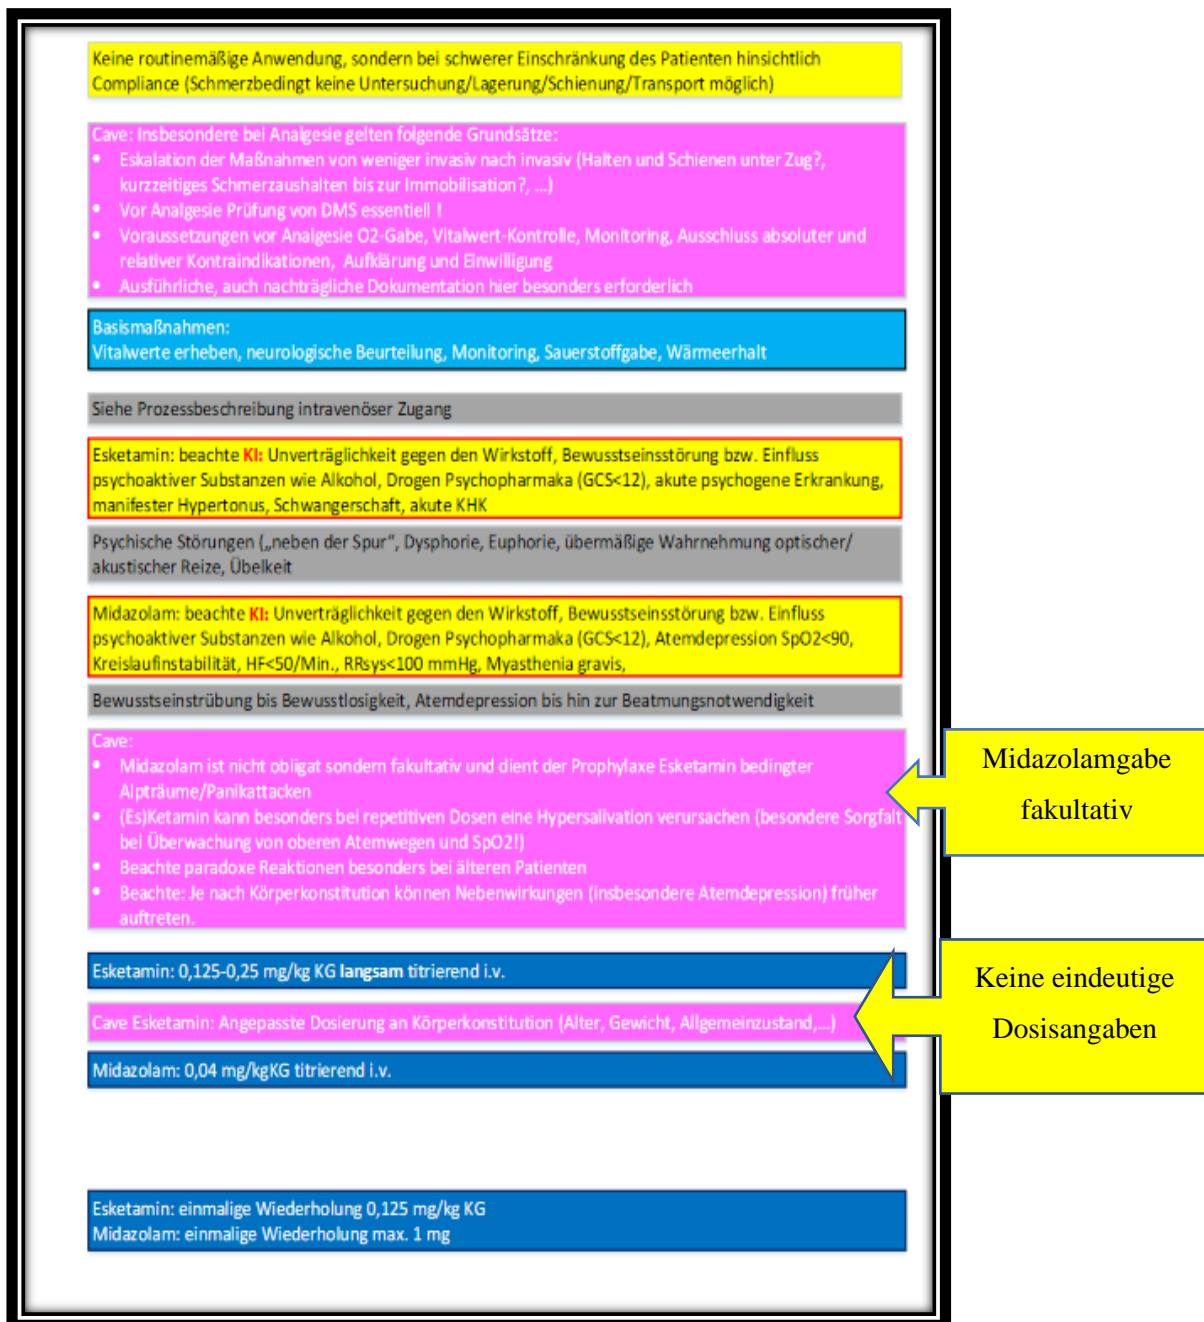 Keine routinemäßige Anwendung, sondern bei schwerer Einschränkung des Patienten hinsichtlich
Compliance (Schmerzbedingt keine Untersuchung/Lagerung/Schienung/Transport möglich)
Cave: Insbesondere bei Analgesie gelten folgende Grundsätze:
• Eskalation der Maßnahmen von weniger invasiv nach invasiv (Halten und Schienen unter Zug?,
kurzzeitiges Schmerzaushalten bis zur Immobilisation?, ...)
• Vor Analgesie Prüfung von DMS essentiell !
• Voraussetzungen vor Analgesie O2-Gabe, Vitalwert-Kontrolle, Monitoring, Ausschluss absoluter und
relativer Kontraindikationen, Aufklärung und Einwilligung
• Ausführliche, auch nachträgliche Dokumentation hier besonders erforderlich
Basismaßnahmen:
Vitalwerte erheben, neurologische Beurteilung, Monitoring, Sauerstoffgabe, Wärmeerhalt
Siehe Prozessbeschreibung intravenöser Zugang
Esketamin: beachte KI: Unverträglichkeit gegen den Wirkstoff, Bewusstseinsstörung bzw. Einfluss
psychoaktiver Substanzen wie Alkohol, Drogen Psychopharmaka (GCS<12), akute psychogene Erkrankung,
manifester Hypertonus, Schwangerschaft, akute KHK
Psychische Störungen („neben der Spur“, Dysphorie, Euphorie, übermäßige Wahrnehmung optischer/
akustischer Reize, Übelkeit
Midazolam: beachte KI: Unverträglichkeit gegen den Wirkstoff, Bewusstseinsstörung bzw. Einfluss
psychoaktiver Substanzen wie Alkohol, Drogen Psychopharmaka (GCS<12), Atemdepression SpO2<90,
Kreislaufinstabilität, HF<50/Min., RRsys<100 mmHg, Myasthenia gravis,
Bewusstseinstrübung bis Bewusstlosigkeit, Atemdepression bis hin zur Beatmungsnotwendigkeit
Cave:
• Midazolam ist nicht obligat sondern fakultativ und dient der Prophylaxe Esketamin bedingter
Alpträume/Panikattacken
• (Es)Ketamin kann besonders bei repetitiven Dosen eine Hypersalivation verursachen (besondere Sorgfalt
bei Überwachung von oberen Atemwegen und SpO2!)
• Beachte paradoxe Reaktionen besonders bei älteren Patienten
• Beachte: Je nach Körperkonstitution können Nebenwirkungen (insbesondere Atemdepression) früher
auftreten.
Midazolamgabe
fakultativ
Esketamin: 0,125-0,25 mg/kg KG langsam titrierend i.v.
Cave Esketamin: Angepasste Dosierung an Körperkonstitution (Alter, Gewicht, Allgemeinzustand,...)
Midazolam: 0,04 mg/kgKG titrierend i.v.
Keine eindeutige
Dosisangaben
Esketamin: einmalige Wiederholung 0,125 mg/kg KG
Midazolam: einmalige Wiederholung max. 1 mg